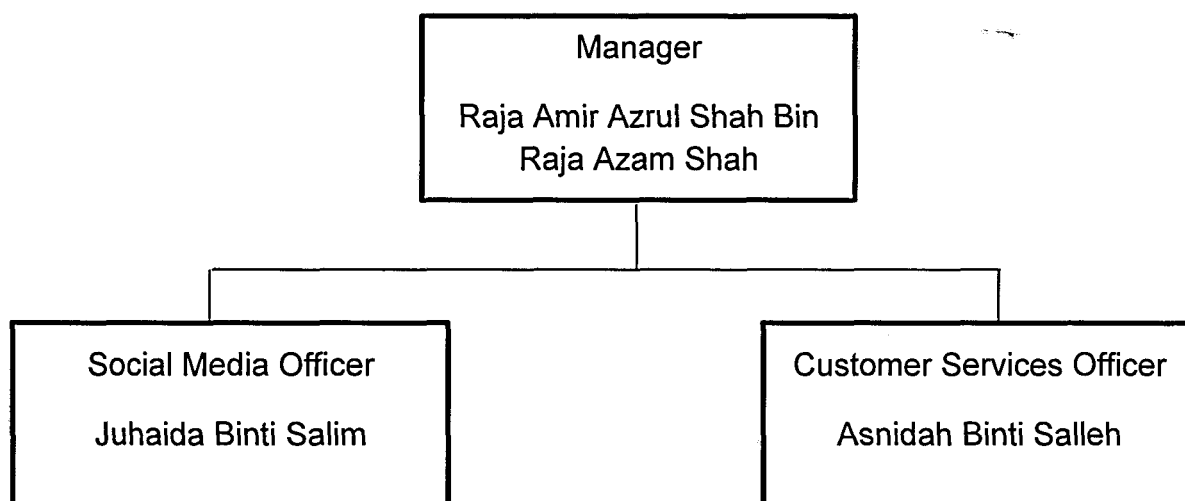 Manager
Raja Amir Azrul Shah Bin
Raja Azam Shah
Social Media Officer
Juhaida Binti Salim
Customer Services Officer
Asnidah Binti Salleh